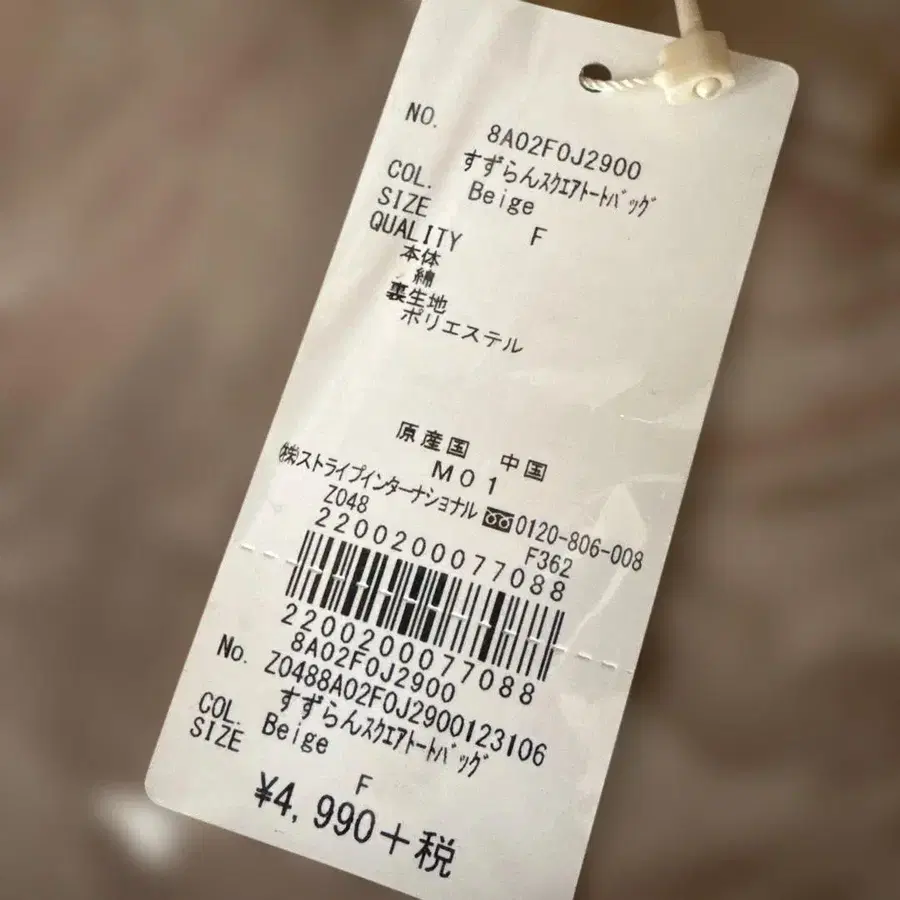 NO. 8A02F0J2900
すずらんｽｸｴｱﾄｰﾄﾊﾞｯｸﾞ
COL. Beige
SIZE F
QUALITY
本体
綿
裏生地
ポリエステル
原産国 中国
M01
㈱ストライプインターナショナル 0120-806-008
Z048 F362
2200200077088
2200200077088
No. 8A02F0J2900
Z0488A02F0J2900123106
すずらんｽｸｴｱﾄｰﾄﾊﾞｯｸﾞ
COL. Beige
SIZE F
¥4,990+税